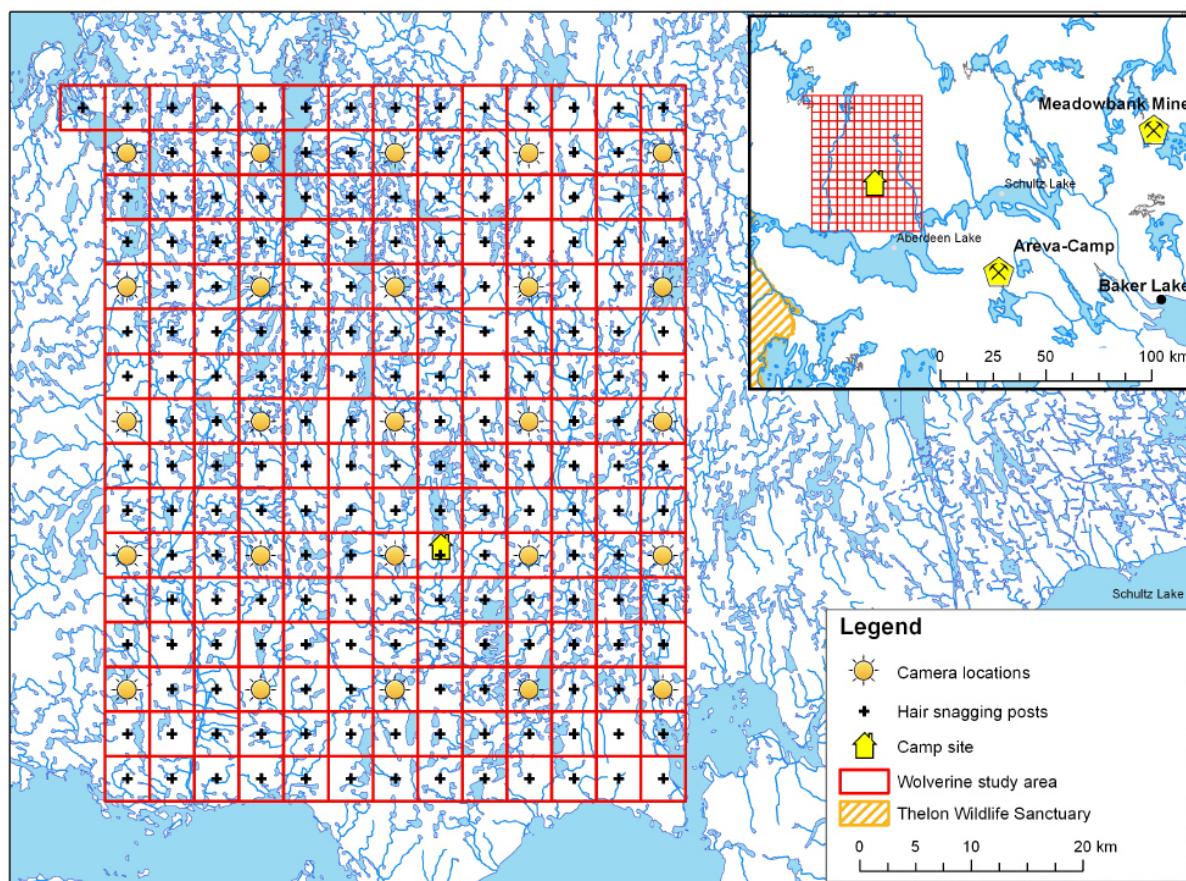 Meadowbank Mine
Schultz Lake
Aberdeen Lake
Areva-Camp
Baker Lake
0 25 50 100 km
Schultz Lake
Legend
Camera locations
Hair snagging posts
Camp site
Wolverine study area
Thelon Wildlife Sanctuary
0 5 10 20 km